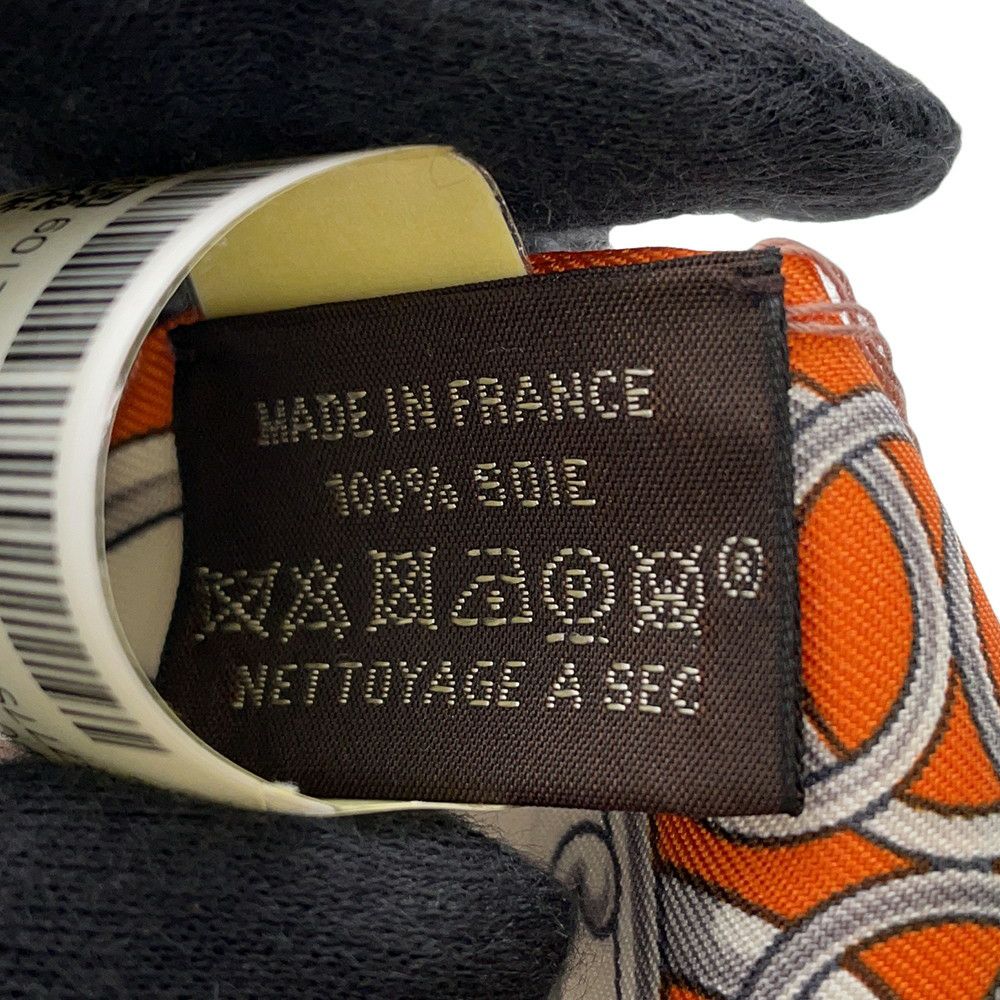 MADE IN FRANCE
100% SOIE
®
NETTOYAGE A SEC